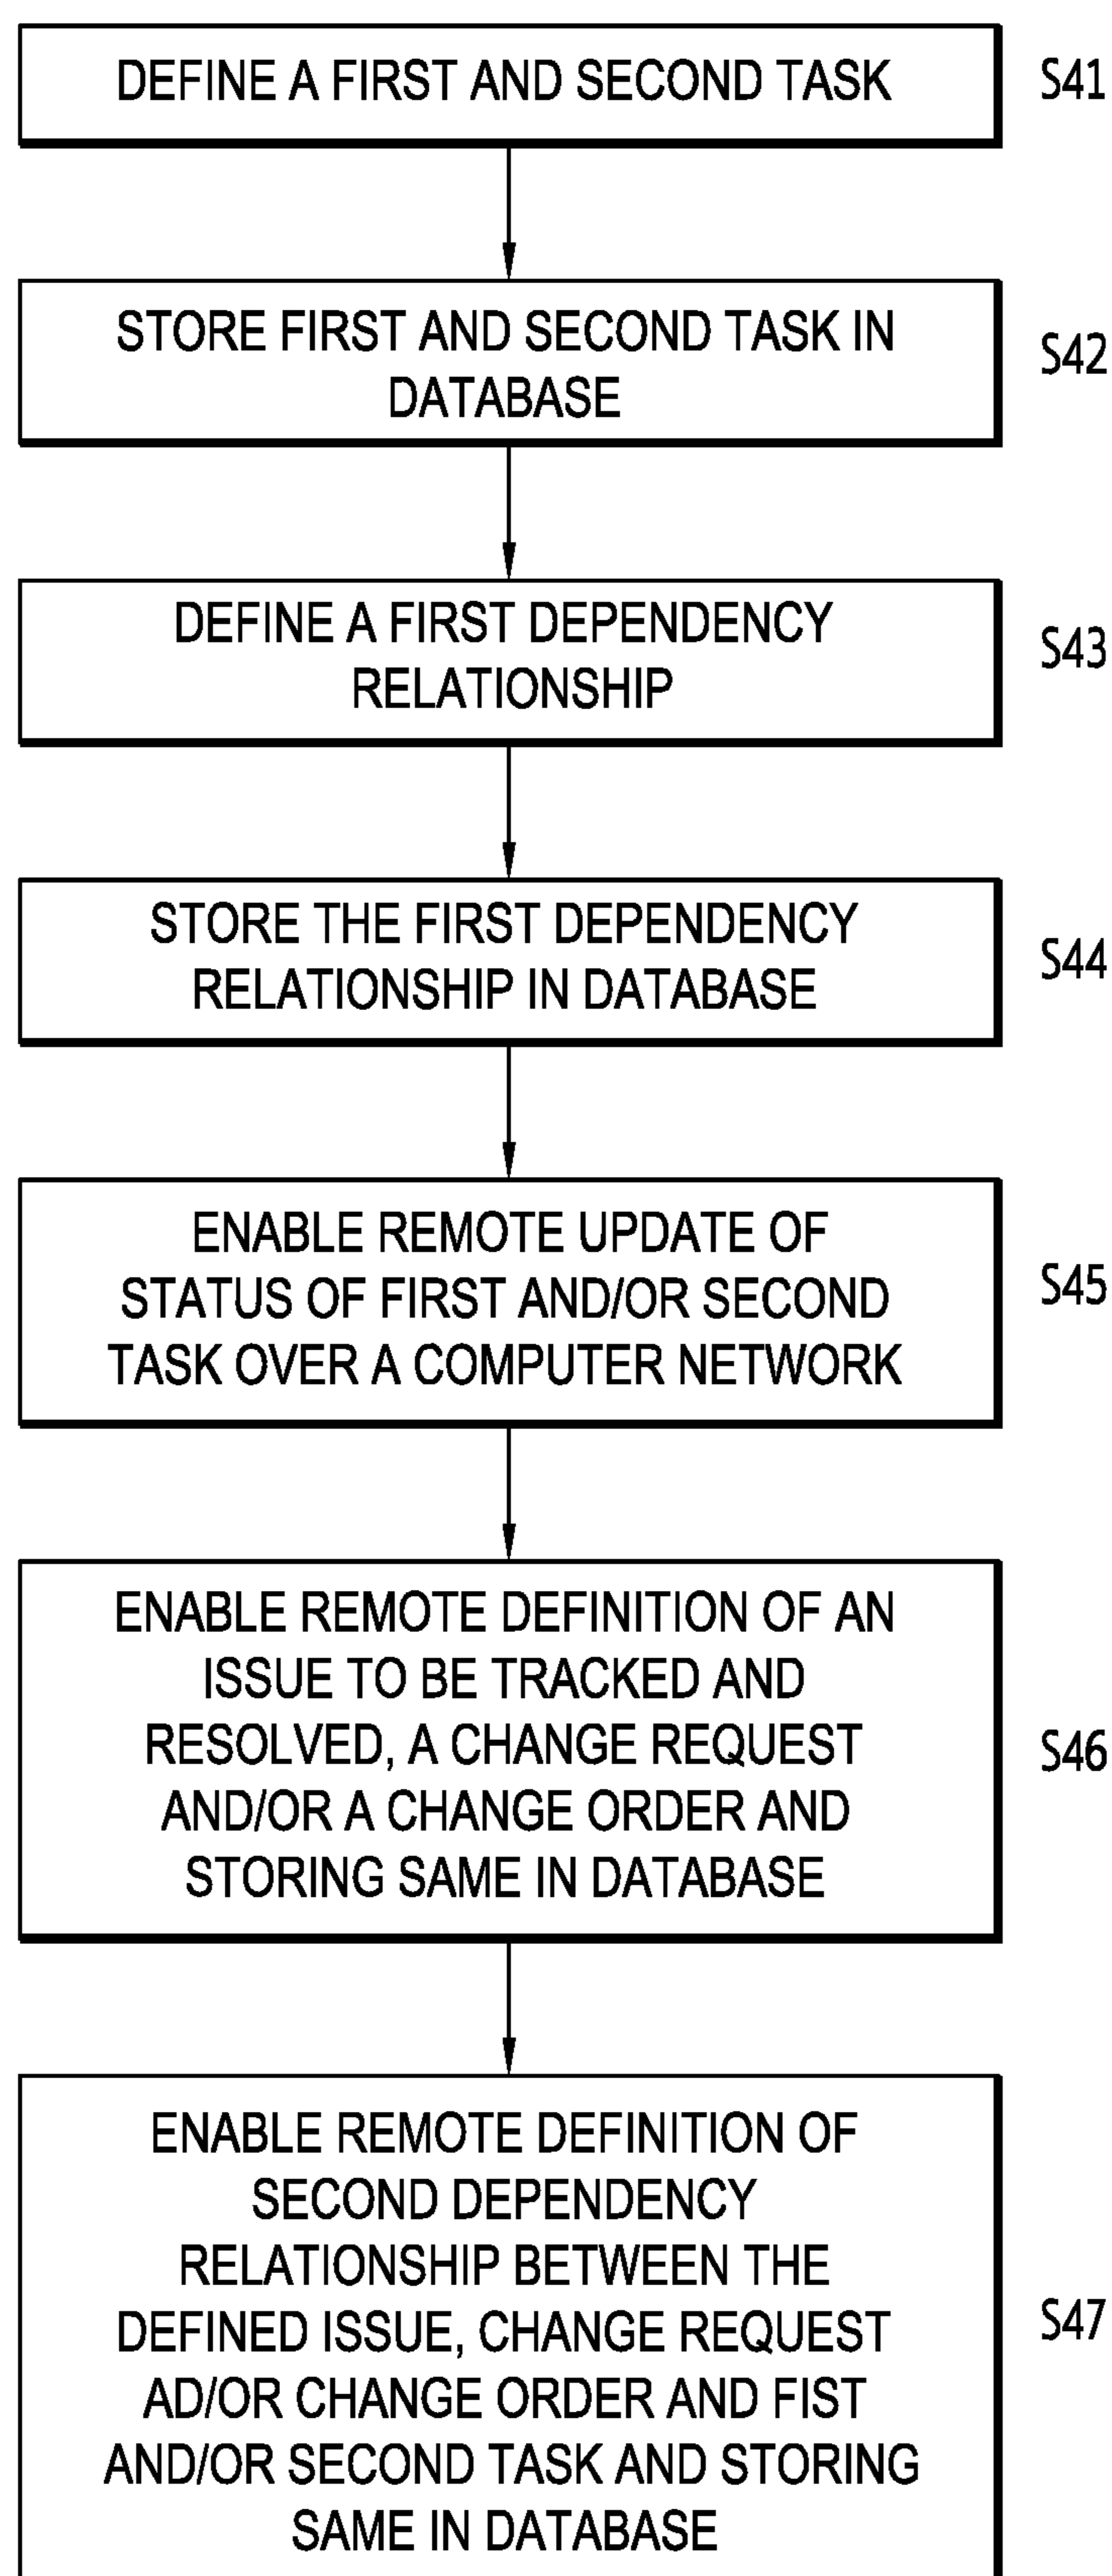 DEFINE A FIRST AND SECOND TASK
S41
STORE FIRST AND SECOND TASK IN
DATABASE
S42
DEFINE A FIRST DEPENDENCY
RELATIONSHIP
S43
STORE THE FIRST DEPENDENCY
RELATIONSHIP IN DATABASE
S44
ENABLE REMOTE UPDATE OF
STATUS OF FIRST AND/OR SECOND
TASK OVER A COMPUTER NETWORK
S45
ENABLE REMOTE DEFINITION OF AN
ISSUE TO BE TRACKED AND
RESOLVED, A CHANGE REQUEST
AND/OR A CHANGE ORDER AND
STORING SAME IN DATABASE
S46
ENABLE REMOTE DEFINITION OF
SECOND DEPENDENCY
RELATIONSHIP BETWEEN THE
DEFINED ISSUE, CHANGE REQUEST
AD/OR CHANGE ORDER AND FIST
AND/OR SECOND TASK AND STORING
SAME IN DATABASE
S47